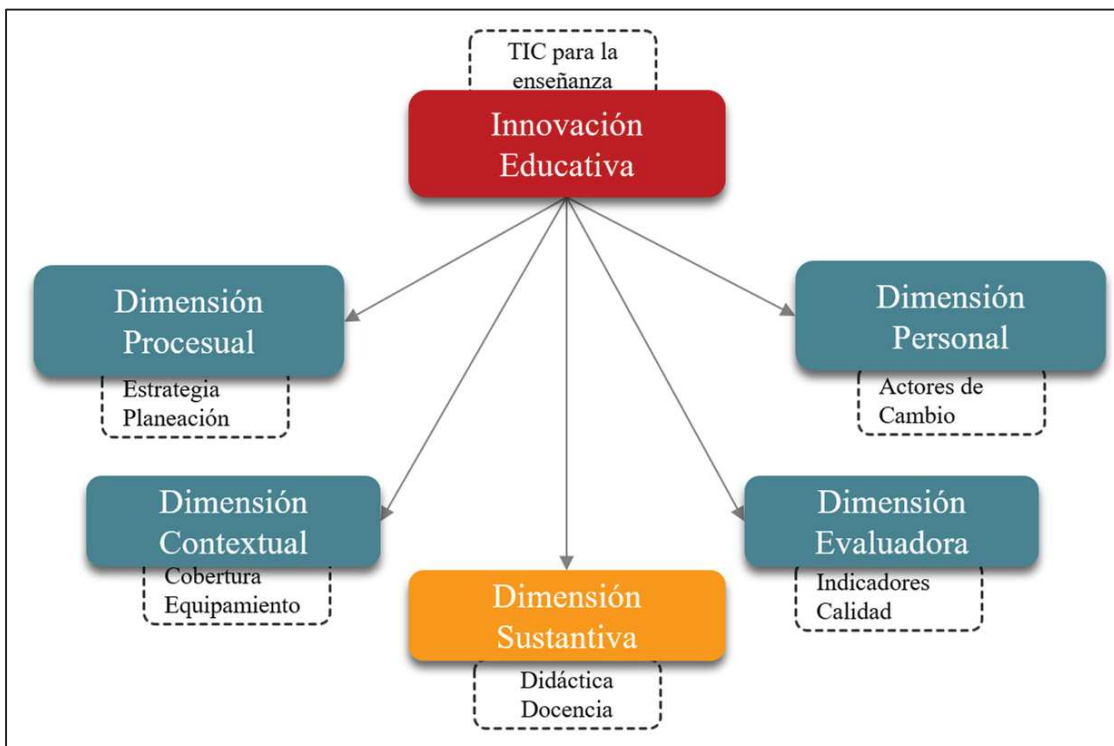 TIC para la
enseñanza
Innovación
Educativa
Dimensión
Procesual
Estrategia
Planeación
Dimensión
Personal
Actores de
Cambio
Dimensión
Contextual
Cobertura
Equipamiento
Dimensión
Evaluadora
Indicadores
Calidad
Dimensión
Sustantiva
Didáctica
Docencia